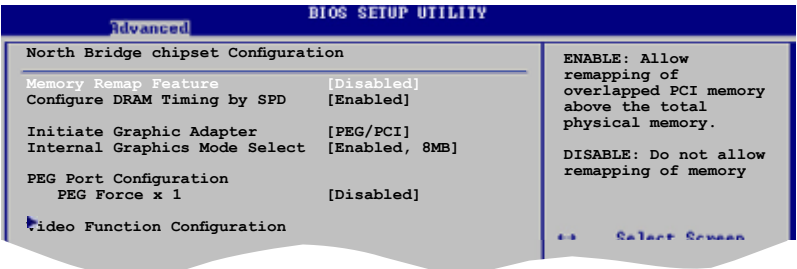 BIOS SETUP UTILITY
Advanced
North Bridge chipset Configuration
Memory Remap Feature [Disabled]
Configure DRAM Timing by SPD [Enabled]
Initiate Graphic Adapter [PEG/PCI]
Internal Graphics Mode Select [Enabled, 8MB]
PEG Port Configuration
PEG Force x 1 [Disabled]
Video Function Configuration
ENABLE: Allow
remapping of
overlapped PCI memory
above the total
physical memory.
DISABLE: Do not allow
remapping of memory
↔ Select Screen